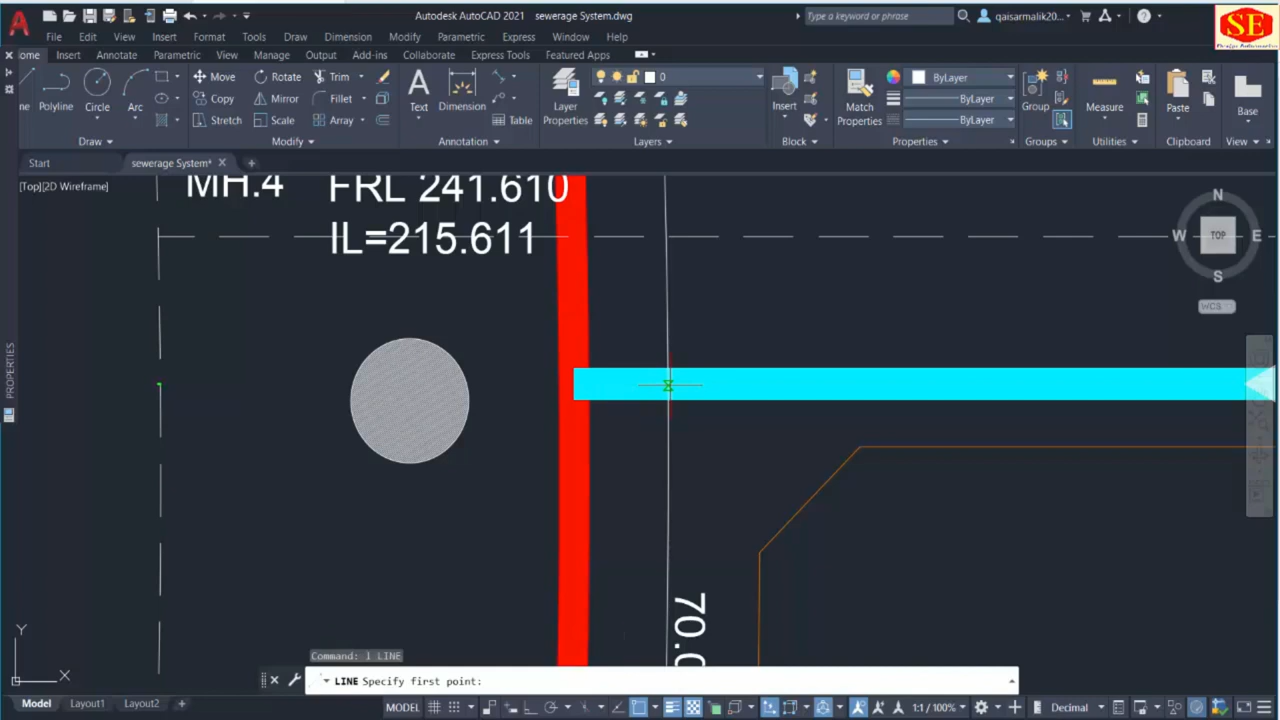 Autodesk AutoCAD 2021 sewerage System.dwg
Type a keyword or phrase
qaisarmalik20...
SE
File Edit View Insert Format Tools Draw Dimension Modify Parametric Express Window Help
ome Insert Annotate Parametric View Manage Output Add-ins Collaborate Express Tools Featured Apps
Move Rotate Trim
0
ByLayer
Copy Mirror Fillet
ByLayer
ne Polyline Circle Arc
Text Dimension
Layer Properties
Insert
Match Properties
Group
Measure
Paste
Base
Stretch Scale Array
Table
ByLayer
Draw Modify Annotation Layers Block Properties Groups Utilities Clipboard View
Start sewerage System*
[Top][2D Wireframe]
MH.4 FRL 241.610
IL=215.611
N
W TOP E
S
WCS
PROPERTIES
70.0
Y
X
Command: l LINE
LINE Specify first point:
Model Layout1 Layout2
MODEL
1:1 / 100%
Decimal